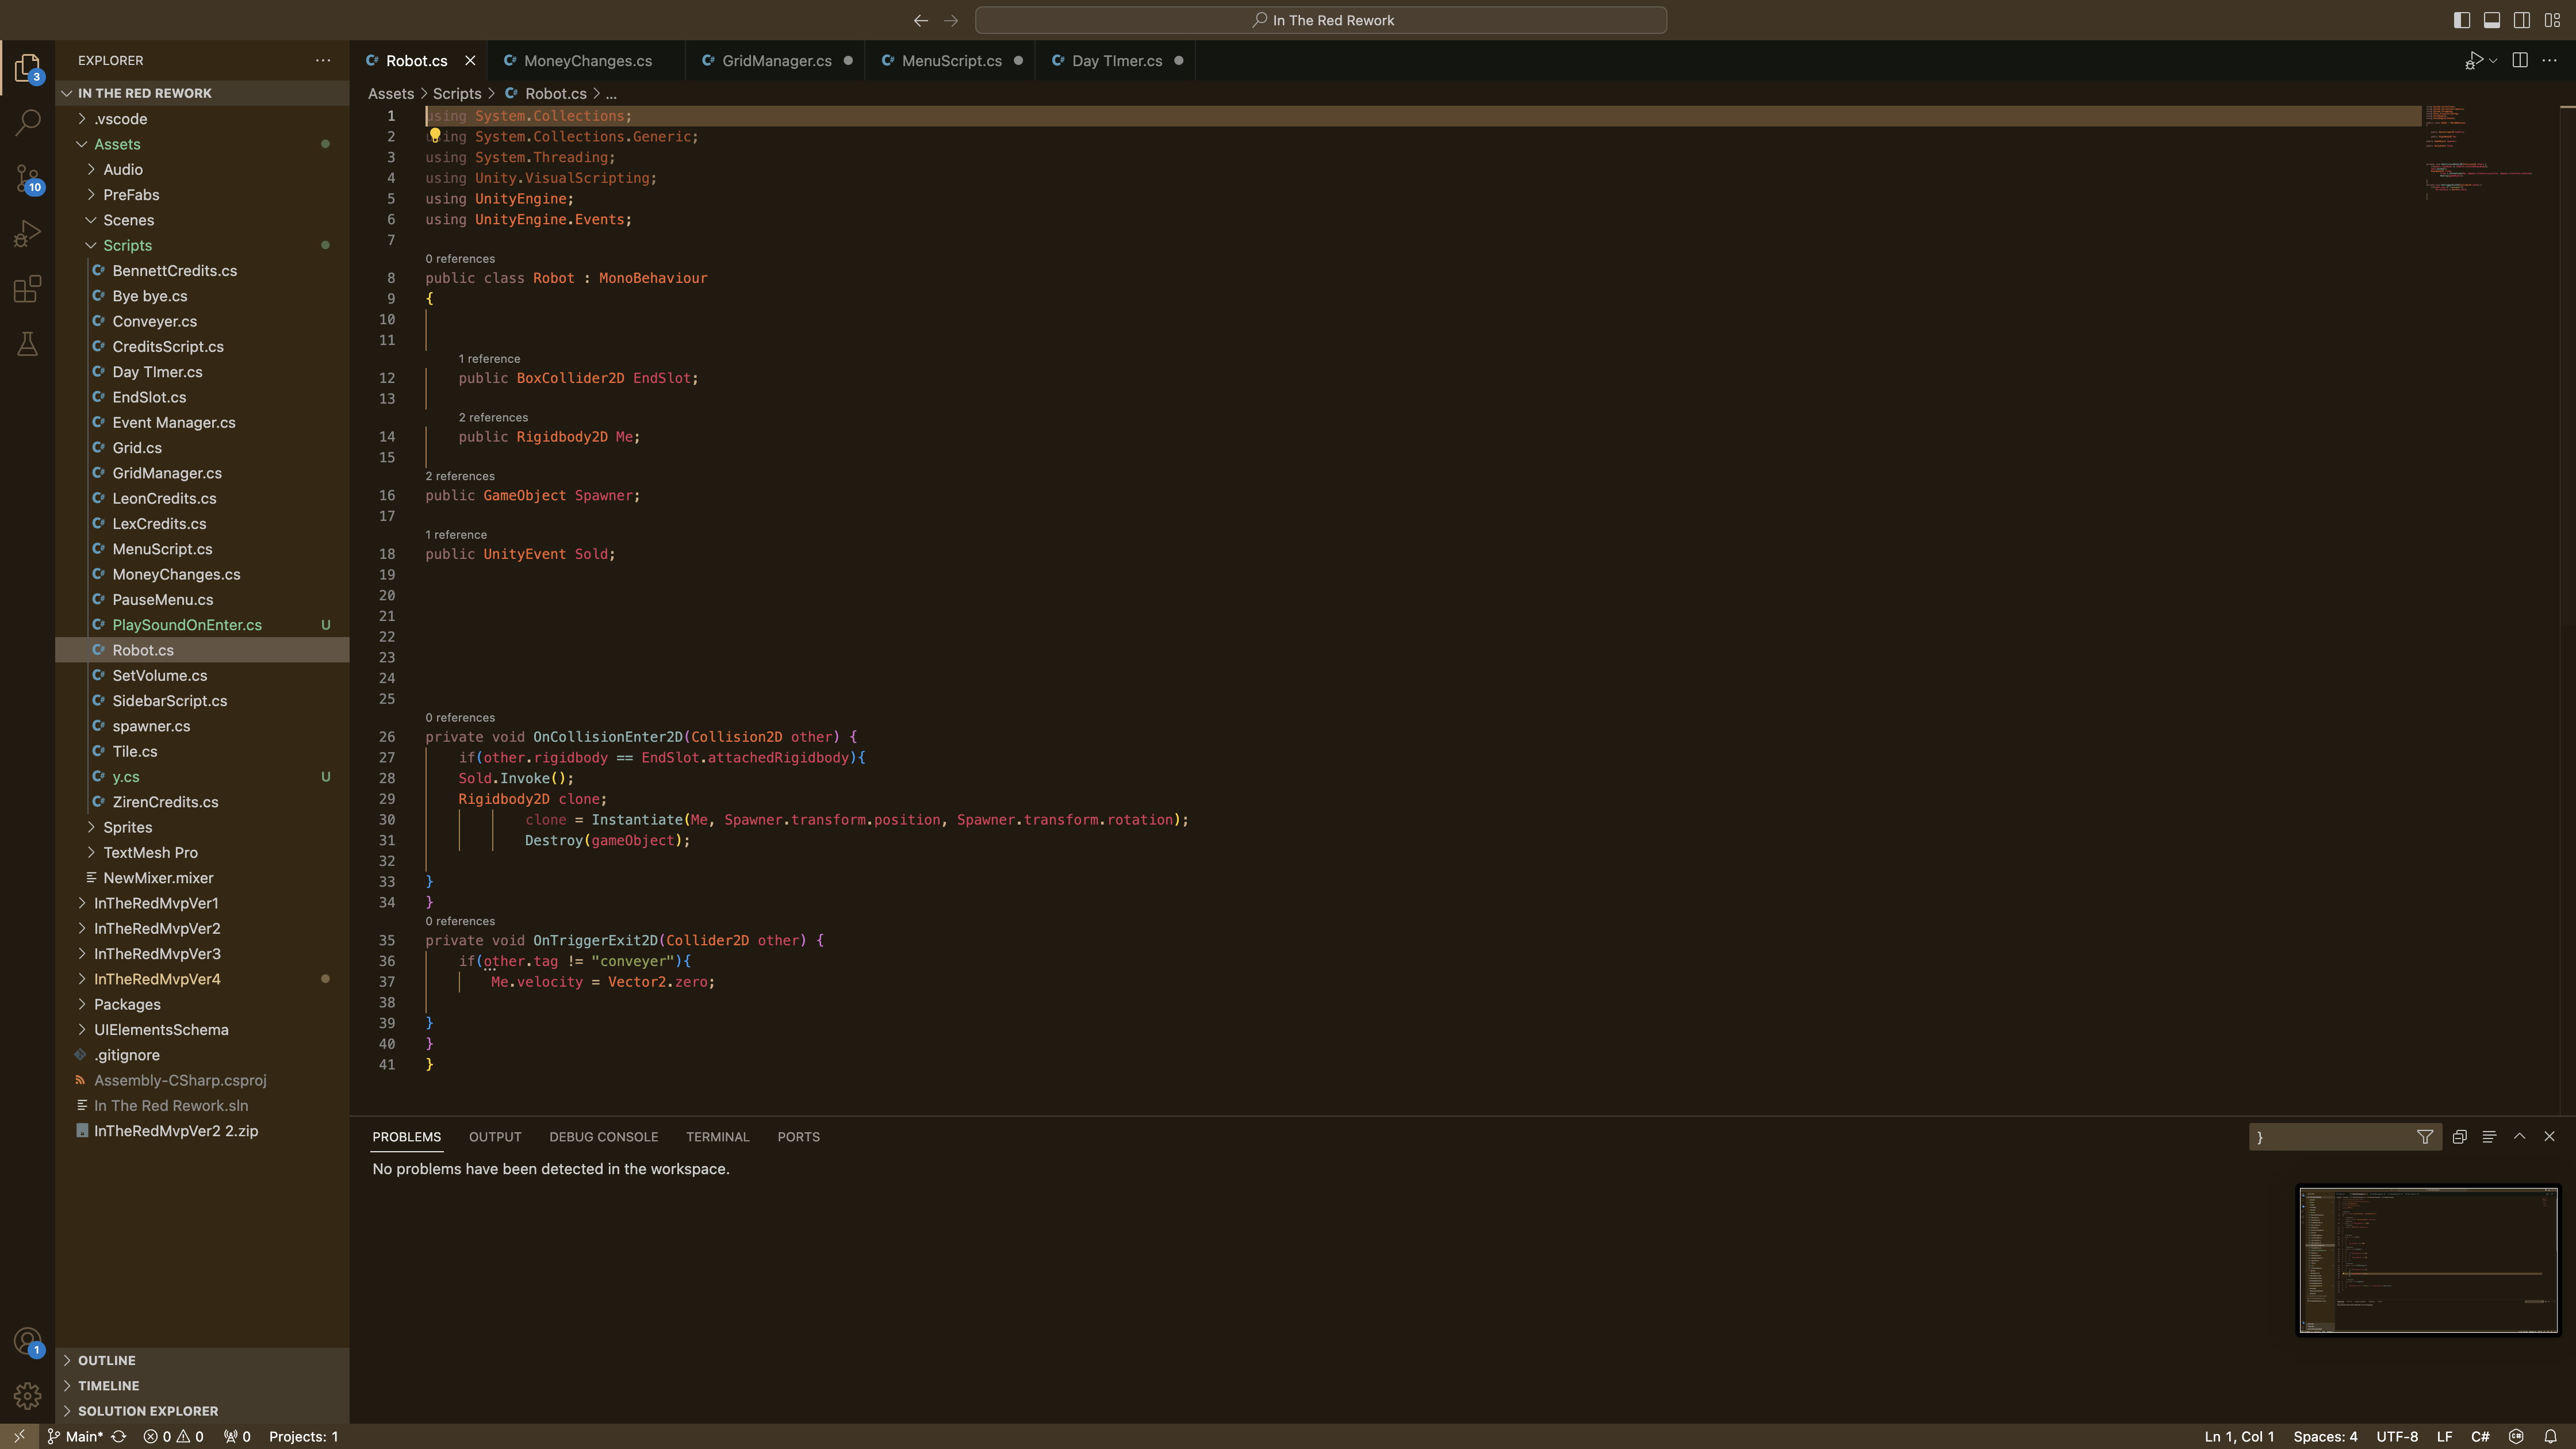 In The Red Rework
EXPLORER
Robot.cs
MoneyChanges.cs
GridManager.cs
MenuScript.cs
Day TImer.cs
IN THE RED REWORK
.vscode
Assets
Audio
PreFabs
Scenes
Scripts
BennettCredits.cs
Bye bye.cs
Conveyer.cs
CreditsScript.cs
Day TImer.cs
EndSlot.cs
Event Manager.cs
Grid.cs
GridManager.cs
LeonCredits.cs
LexCredits.cs
MenuScript.cs
MoneyChanges.cs
PauseMenu.cs
PlaySoundOnEnter.cs U
Robot.cs
SetVolume.cs
SidebarScript.cs
spawner.cs
Tile.cs
y.cs U
ZirenCredits.cs
Sprites
TextMesh Pro
NewMixer.mixer
InTheRedMvpVer1
InTheRedMvpVer2
InTheRedMvpVer3
InTheRedMvpVer4
Packages
UIElementsSchema
.gitignore
Assembly-CSharp.csproj
In The Red Rework.sln
InTheRedMvpVer2 2.zip
OUTLINE
TIMELINE
SOLUTION EXPLORER
3
10
1
Assets > Scripts > Robot.cs > ...
1 using System.Collections;
2 using System.Collections.Generic;
3 using System.Threading;
4 using Unity.VisualScripting;
5 using UnityEngine;
6 using UnityEngine.Events;
7
0 references
8 public class Robot : MonoBehaviour
9 {
10
11
1 reference
12 public BoxCollider2D EndSlot;
13
2 references
14 public Rigidbody2D Me;
15
2 references
16 public GameObject Spawner;
17
1 reference
18 public UnityEvent Sold;
19
20
21
22
23
24
25
0 references
26 private void OnCollisionEnter2D(Collision2D other) {
27 if(other.rigidbody == EndSlot.attachedRigidbody){
28 Sold.Invoke();
29 Rigidbody2D clone;
30 clone = Instantiate(Me, Spawner.transform.position, Spawner.transform.rotation);
31 Destroy(gameObject);
32
33 }
34 }
0 references
35 private void OnTriggerExit2D(Collider2D other) {
36 if(other.tag != "conveyer"){
37 Me.velocity = Vector2.zero;
38
39 }
40 }
41 }
PROBLEMS OUTPUT DEBUG CONSOLE TERMINAL PORTS
}
No problems have been detected in the workspace.
Main* 0 0 0 Projects: 1
Ln 1, Col 1 Spaces: 4 UTF-8 LF C#